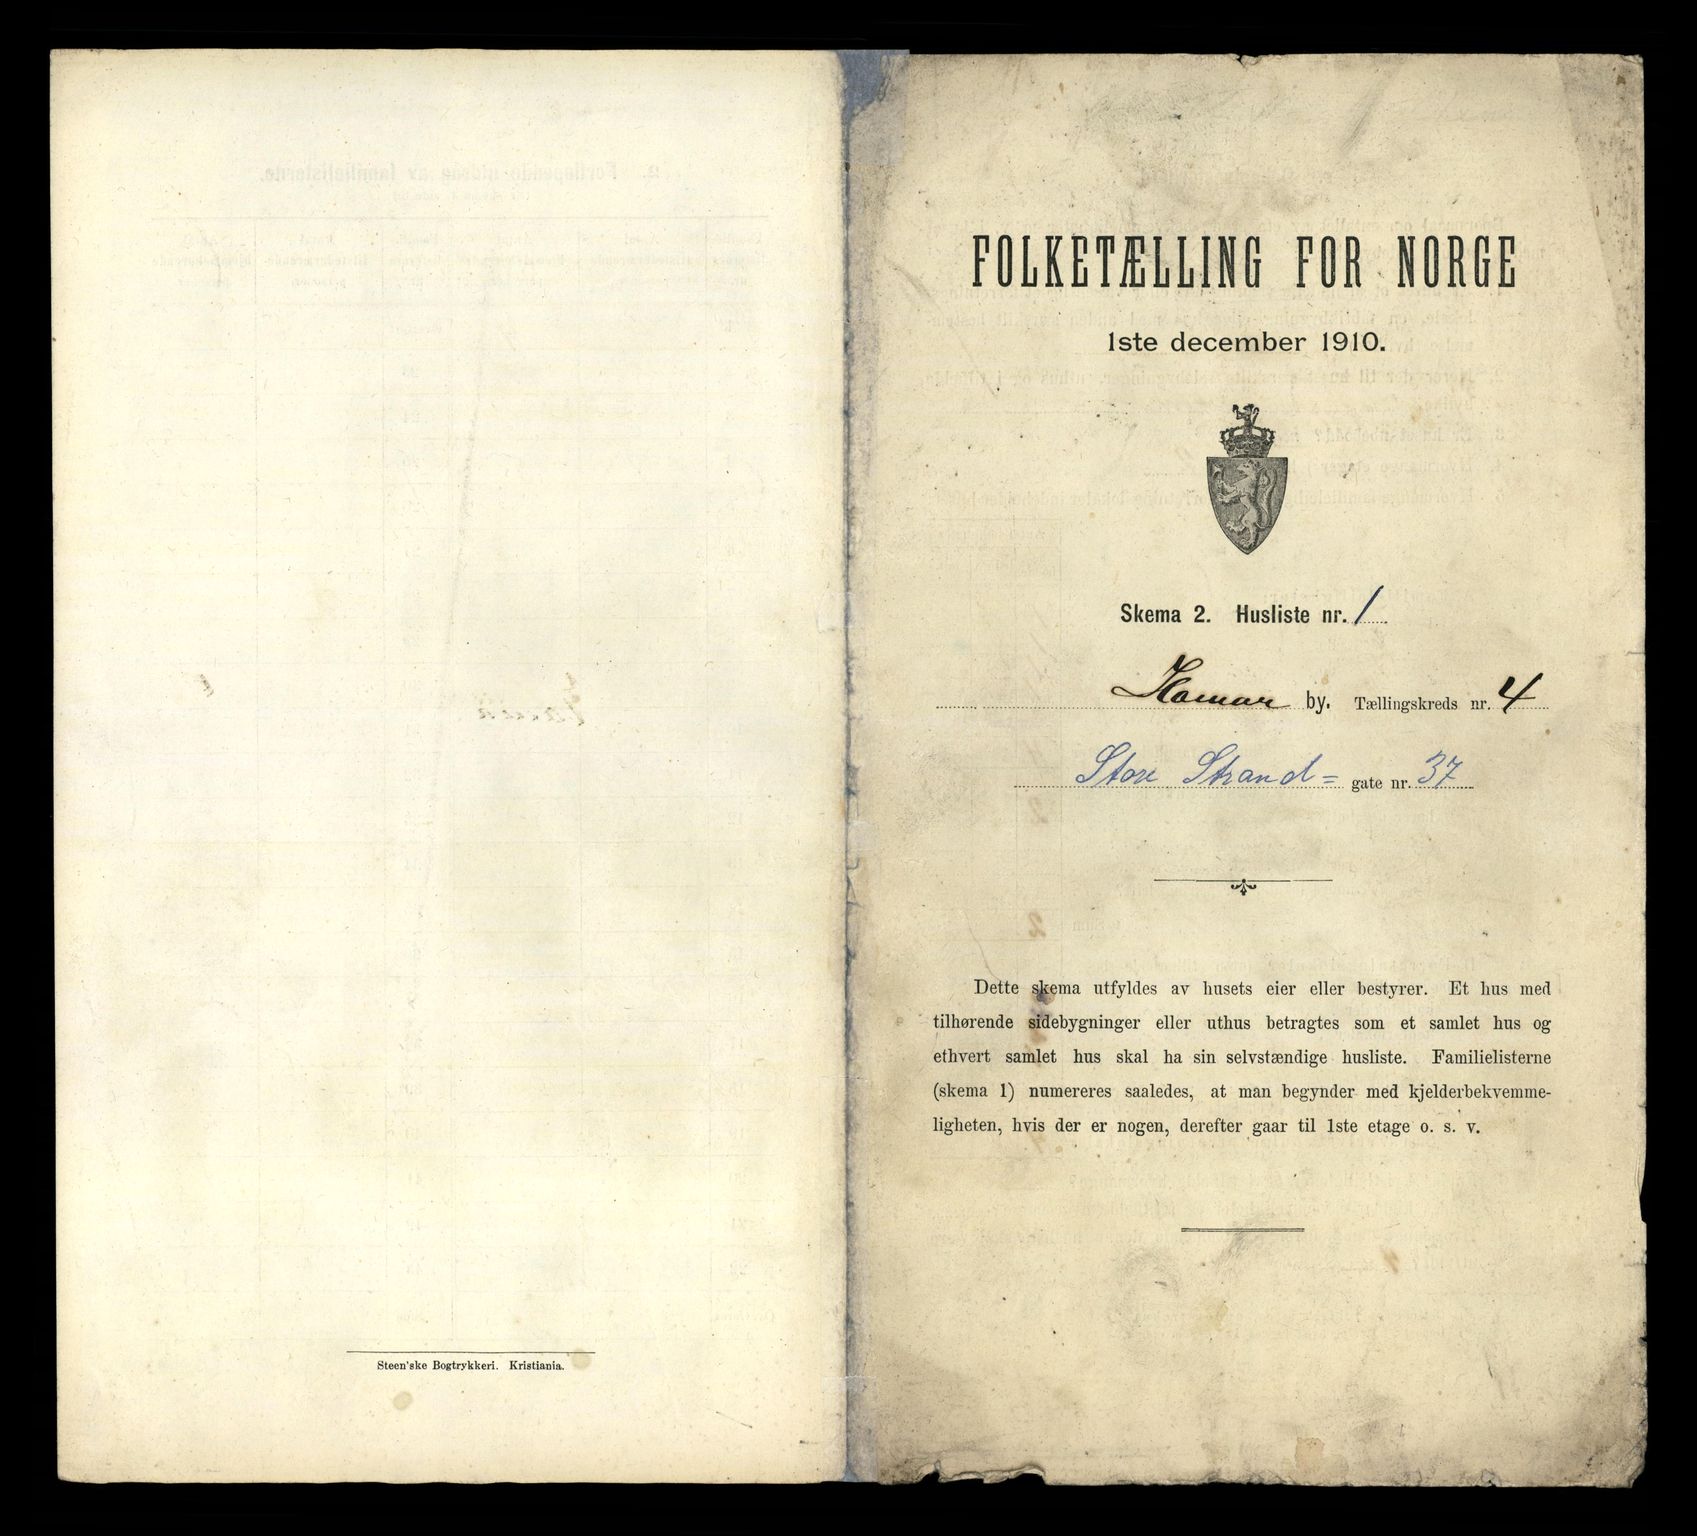 Steen'ske Bogtrykkeri. Kristiania.
FOLKETÆLLING FOR NORGE
1ste december 1910.
Skema 2. Husliste nr. 1
Hamar by. Tællingskreds nr. 4
Store Strand= gate nr. 37
Dette skema utfyldes av husets eier eller bestyrer. Et hus med
tilhørende sidebygninger eller uthus betragtes som et samlet hus og
ethvert samlet hus skal ha sin selvstændige husliste. Familielisterne
(skema 1) numereres saaledes, at man begynder med kjelderbekvemme-
ligheten, hvis der er nogen, derefter gaar til 1ste etage o. s. v.